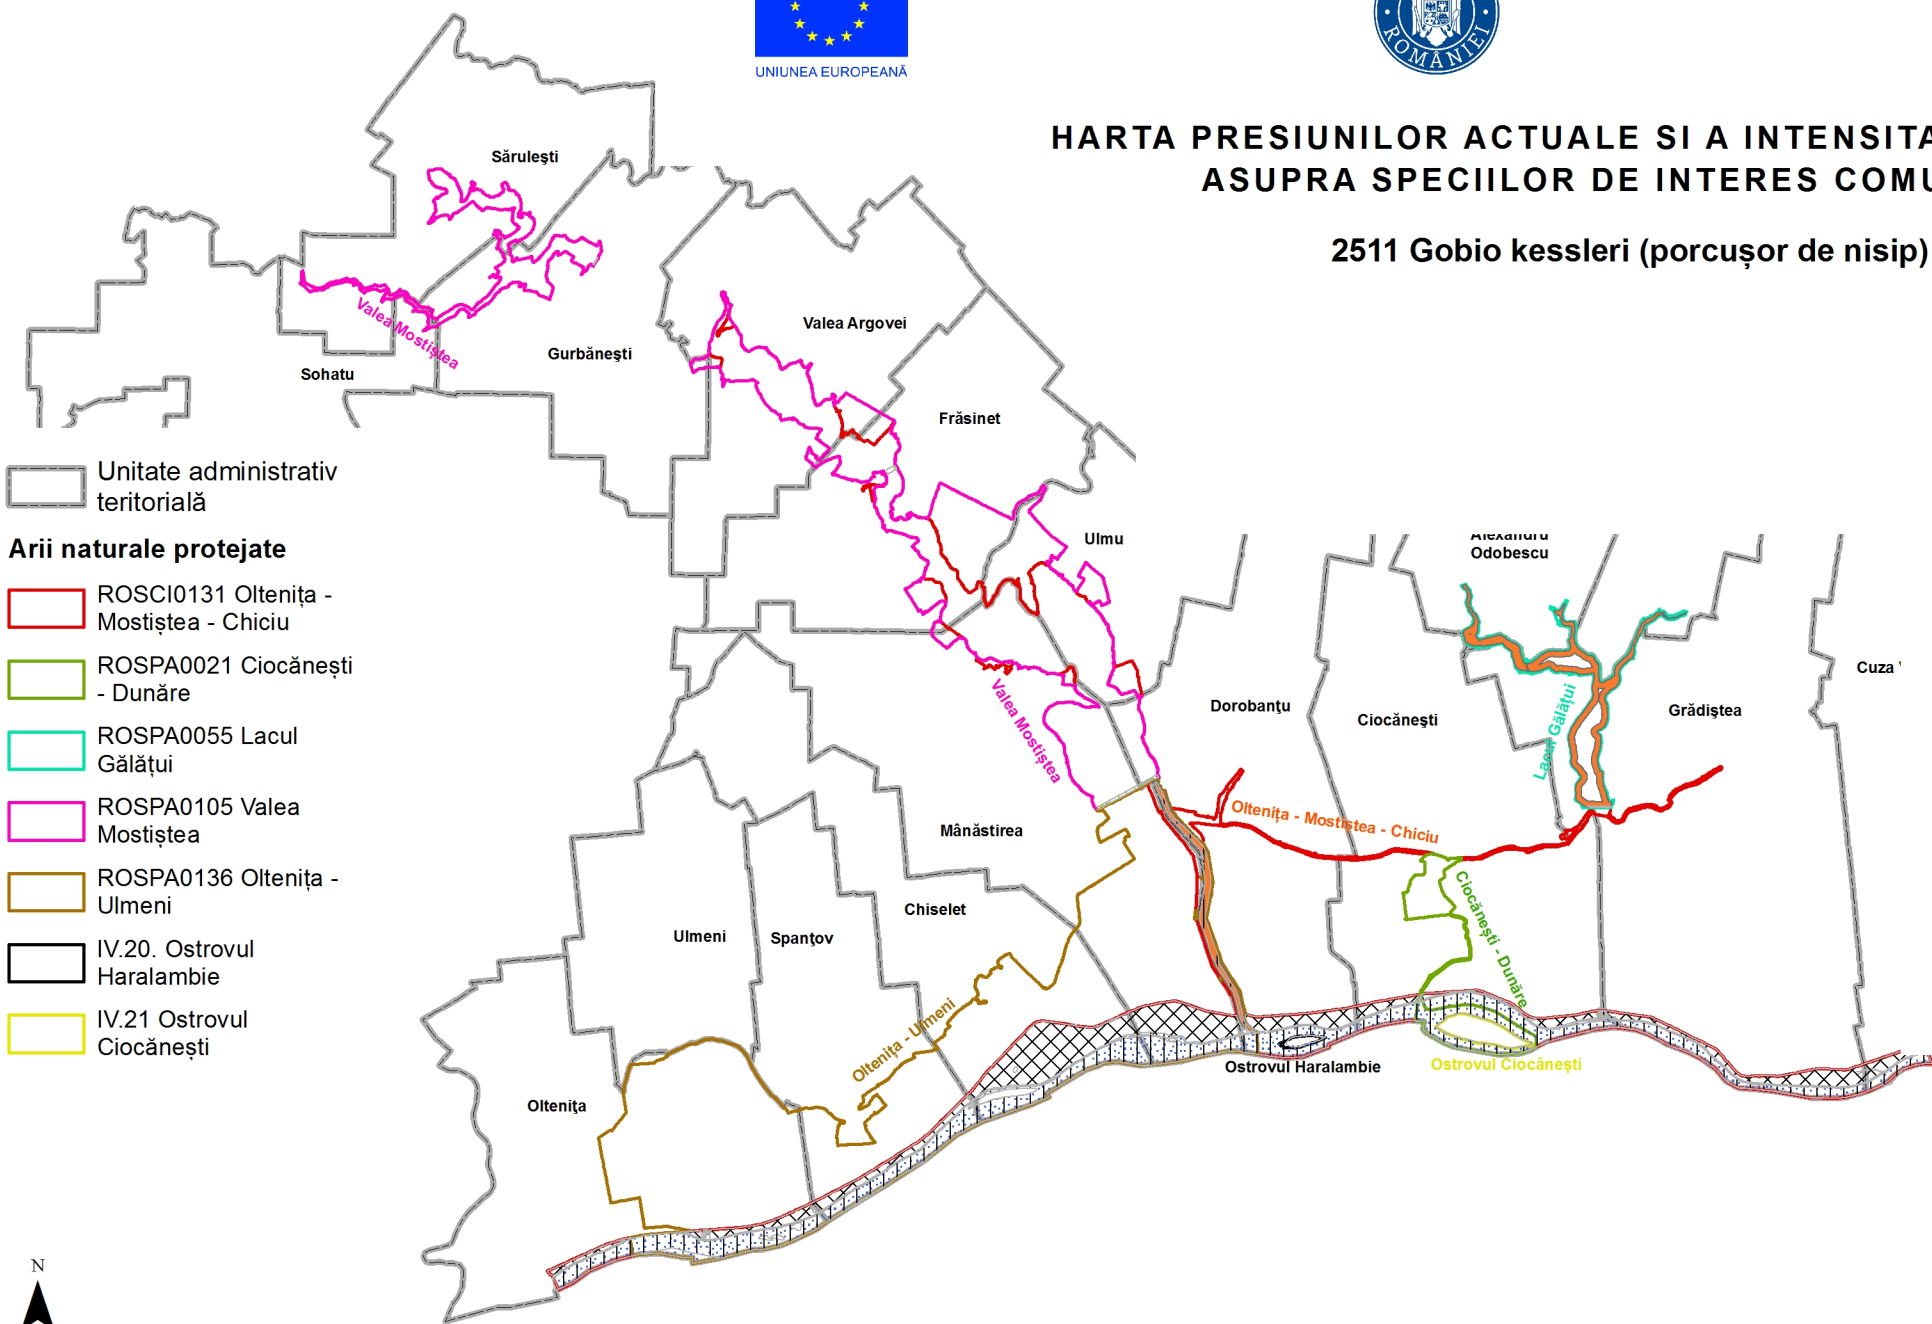 UNIUNEA EUROPEANĂ
ROMÂNIEI
HARTA PRESIUNILOR ACTUALE SI A INTENSITA
ASUPRA SPECIILOR DE INTERES COMU
2511 Gobio kessleri (porcușor de nisip)
Sărulești
Valea Mostiștea
Sohatu
Gurbănești
Valea Argovei
Frăsinet
Ulmu
Alexandru
Odobescu
Cuza
Grădiștea
Lacul Gălățui
Dorobanțu
Ciocănești
Valea Mostiștea
Oltenița - Mostiștea - Chiciu
Mânăstirea
Chiselet
Ulmeni
Spanțov
Ciocănești - Dunăre
Oltenița - Ulmeni
Oltenița
Ostrovul Haralambie
Ostrovul Ciocănești
Unitate administrativ
teritorială
Arii naturale protejate
ROSCI0131 Oltenița -
Mostiștea - Chiciu
ROSPA0021 Ciocănești
- Dunăre
ROSPA0055 Lacul
Gălățui
ROSPA0105 Valea
Mostiștea
ROSPA0136 Oltenița -
Ulmeni
IV.20. Ostrovul
Haralambie
IV.21 Ostrovul
Ciocănești
N